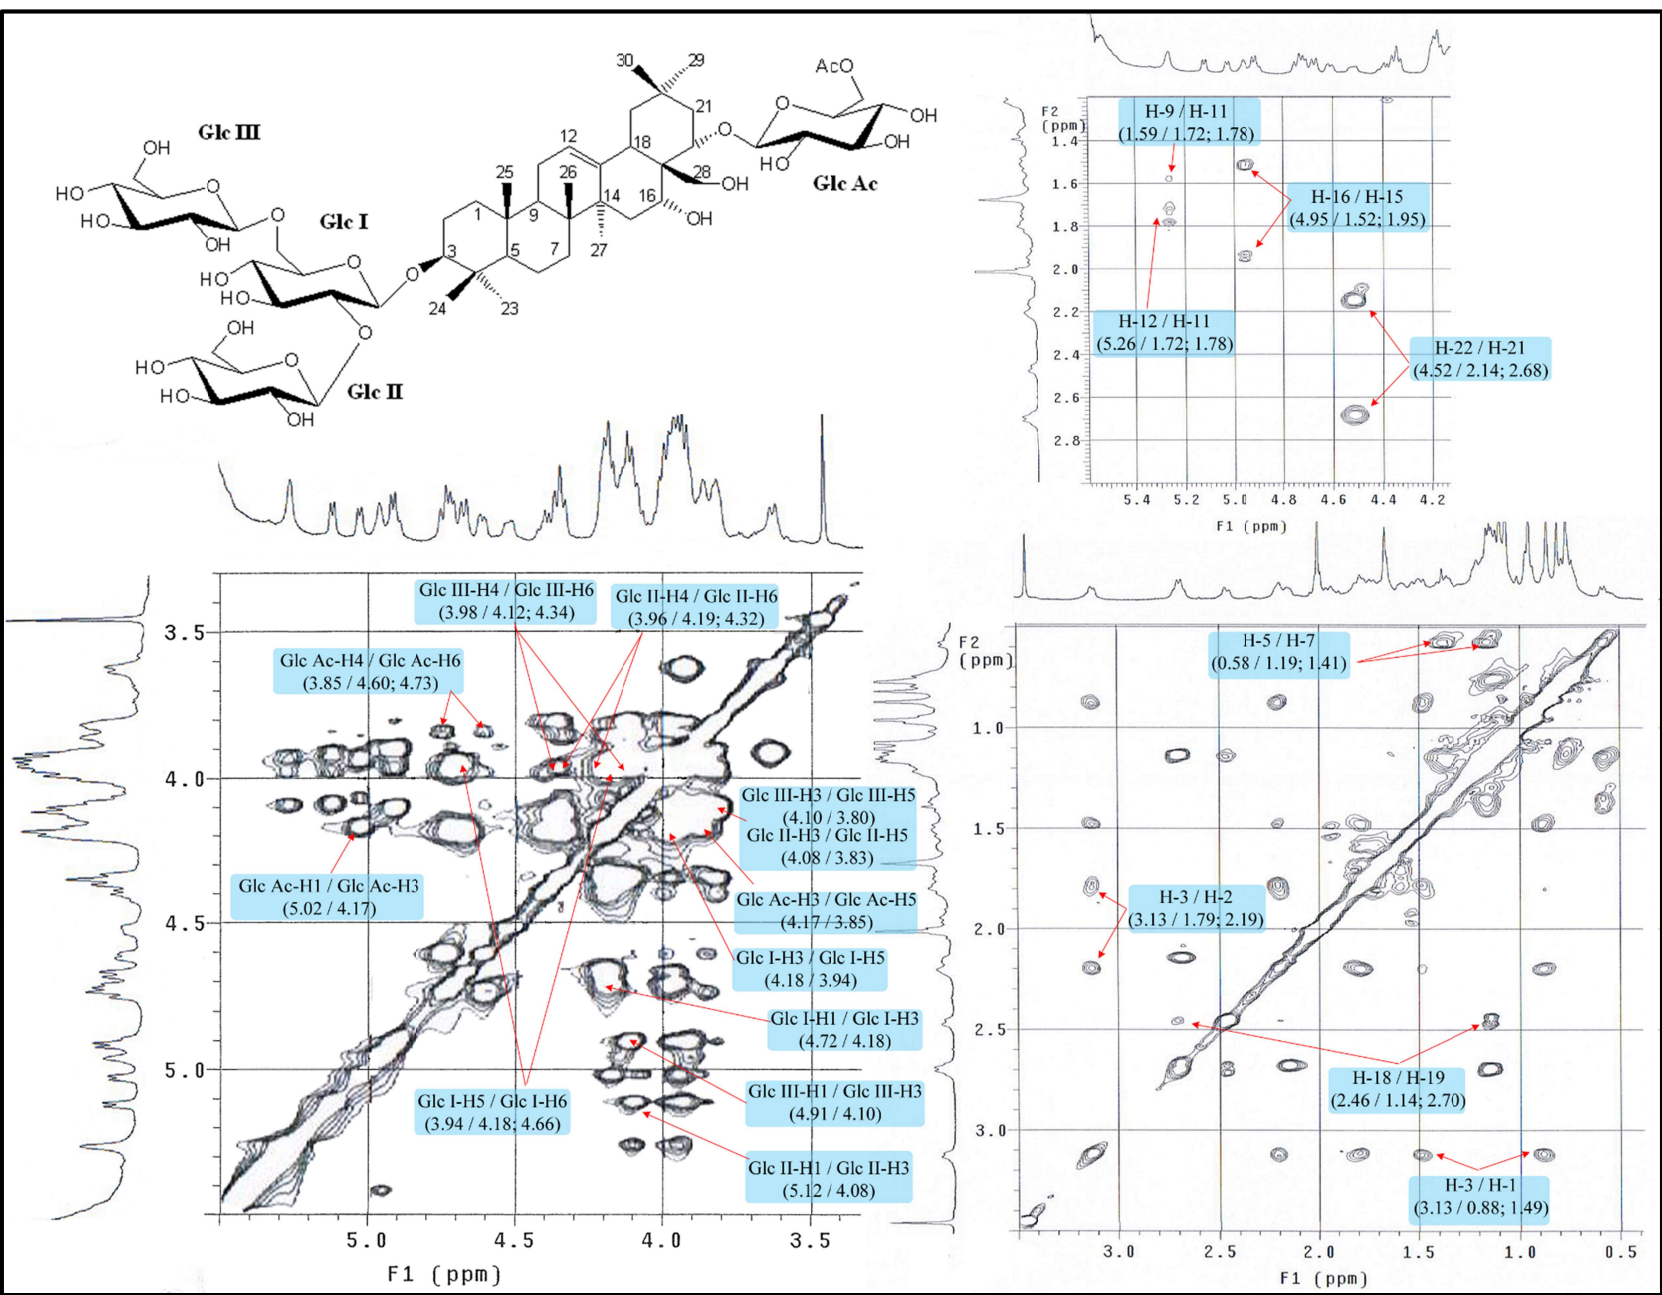 30
29
AcO
21
O
OH
Glc III
12
18
O
OH
OH
HO
25
26
28
OH
Glc Ac
HO
O
O
1
9
14
16
OH
HO
HO
OH
Glc I
O
3
5
7
27
HO
HO
O
O
24
23
OH
O
HO
O
HO
HO
OH
Glc II
F2
(ppm)
1.4
1.6
1.8
2.0
2.2
2.4
2.6
2.8
H-9 / H-11
(1.59 / 1.72; 1.78)
H-16 / H-15
(4.95 / 1.52; 1.95)
H-12 / H-11
(5.26 / 1.72; 1.78)
H-22 / H-21
(4.52 / 2.14; 2.68)
5.4 5.2 5.0 4.8 4.6 4.4 4.2
F1 (ppm)
Glc III-H4 / Glc III-H6
(3.98 / 4.12; 4.34)
Glc II-H4 / Glc II-H6
(3.96 / 4.19; 4.32)
Glc Ac-H4 / Glc Ac-H6
(3.85 / 4.60; 4.73)
3.5
4.0
4.5
5.0
Glc III-H3 / Glc III-H5
(4.10 / 3.80)
Glc II-H3 / Glc II-H5
(4.08 / 3.83)
Glc Ac-H1 / Glc Ac-H3
(5.02 / 4.17)
Glc Ac-H3 / Glc Ac-H5
(4.17 / 3.85)
Glc I-H3 / Glc I-H5
(4.18 / 3.94)
Glc I-H1 / Glc I-H3
(4.72 / 4.18)
Glc I-H5 / Glc I-H6
(3.94 / 4.18; 4.66)
Glc III-H1 / Glc III-H3
(4.91 / 4.10)
Glc II-H1 / Glc II-H3
(5.12 / 4.08)
5.0 4.5 4.0 3.5
F1 (ppm)
F2
(ppm)
1.0
1.5
2.0
2.5
3.0
H-5 / H-7
(0.58 / 1.19; 1.41)
H-3 / H-2
(3.13 / 1.79; 2.19)
H-18 / H-19
(2.46 / 1.14; 2.70)
H-3 / H-1
(3.13 / 0.88; 1.49)
3.0 2.5 2.0 1.5 1.0 0.5
F1 (ppm)